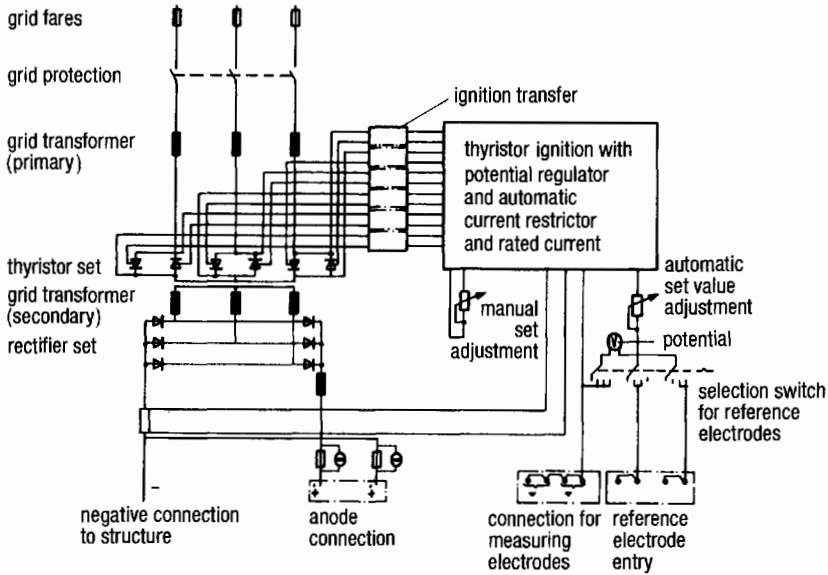 grid fares
grid protection
ignition transfer
grid transformer
(primary)
thyristor ignition with
potential regulator
and automatic
current restrictor
and rated current
thyristor set
grid transformer
(secondary)
rectifier set
manual
set
adjustment
automatic
set value
adjustment
V
potential
selection switch
for reference
electrodes
+
+
−
negative connection
to structure
anode
connection
connection for
measuring
electrodes
reference
electrode
entry